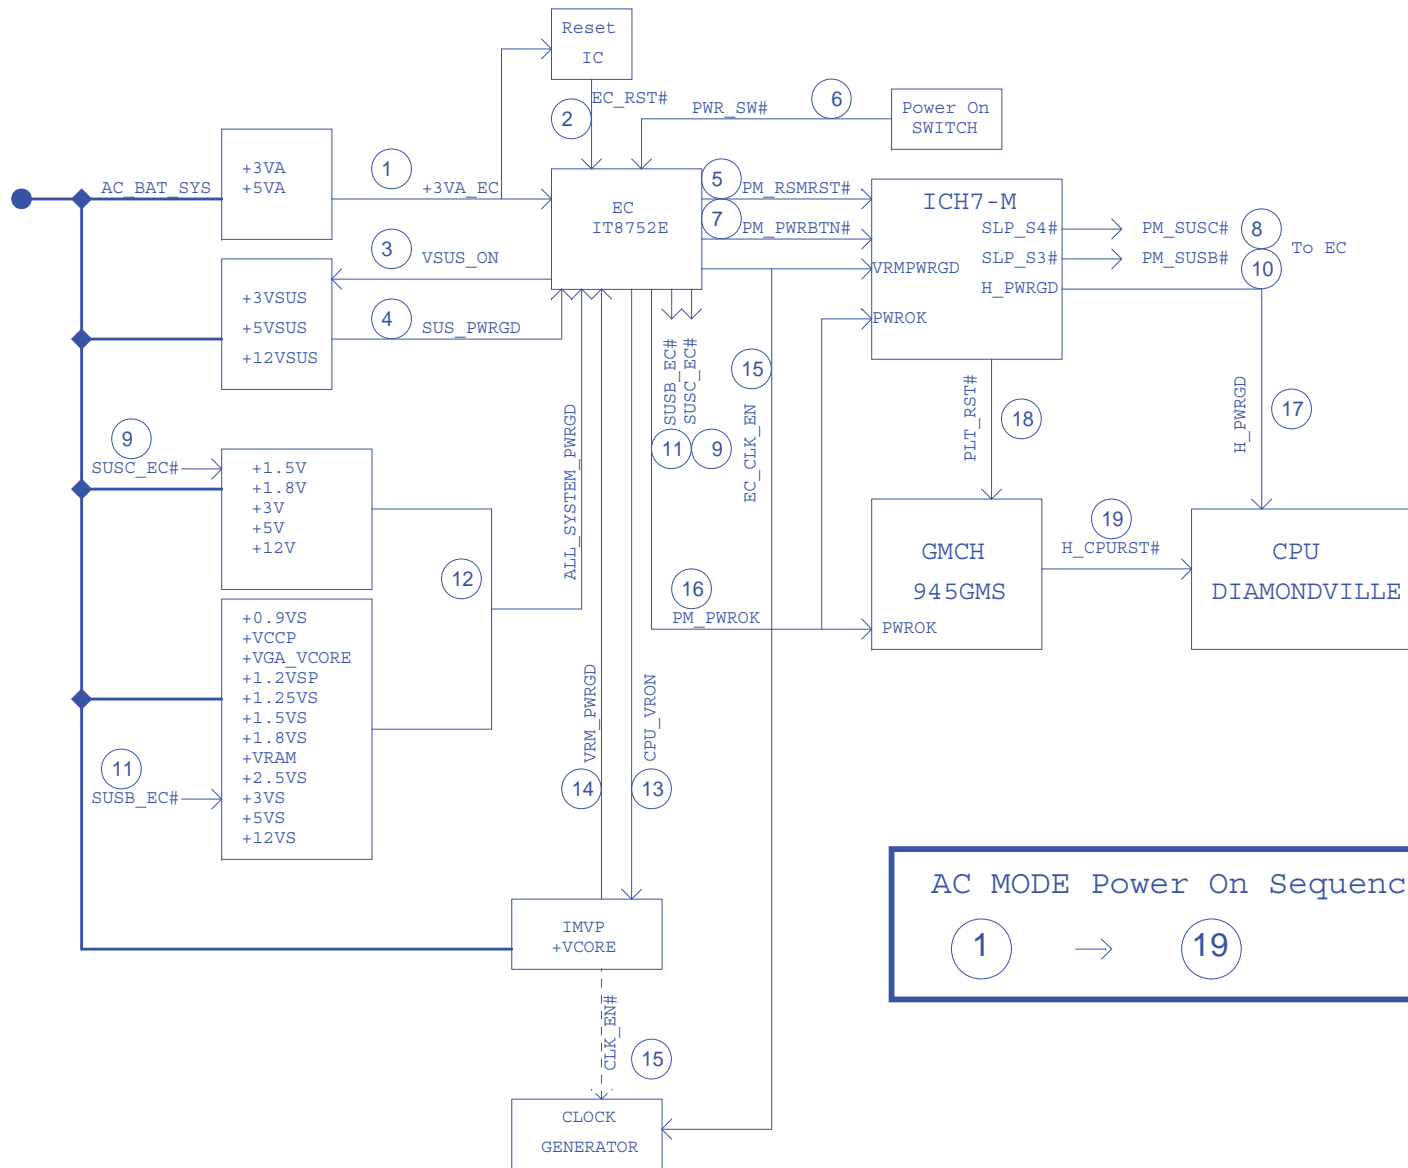 Reset
IC
EC_RST#
2
PWR_SW#
6
Power On
SWITCH
AC_BAT_SYS
+3VA
+5VA
1
+3VA_EC
EC
IT8752E
5
PM_RSMRST#
7
PM_PWRBTN#
ICH7-M
SLP_S4#
PM_SUSC#
8
SLP_S3#
PM_SUSB#
10
To EC
VRMPWRGD
H_PWRGD
PWROK
3
VSUS_ON
+3VSUS
+5VSUS
+12VSUS
4
SUS_PWRGD
SUSB_EC#
SUSC_EC#
11
9
15
EC_CLK_EN
PLT_RST#
18
H_PWRGD
17
9
SUSC_EC#
+1.5V
+1.8V
+3V
+5V
+12V
ALL_SYSTEM_PWRGD
12
16
PM_PWROK
GMCH
945GMS
PWROK
19
H_CPURST#
CPU
DIAMONDVILLE
+0.9VS
+VCCP
+VGA_VCORE
+1.2VSP
+1.25VS
+1.5VS
+1.8VS
+VRAM
+2.5VS
+3VS
+5VS
+12VS
11
SUSB_EC#
VRM_PWRGD
14
CPU_VRON
13
IMVP
+VCORE
CLK_EN#
15
CLOCK
GENERATOR
AC MODE Power On Sequenc
1
19